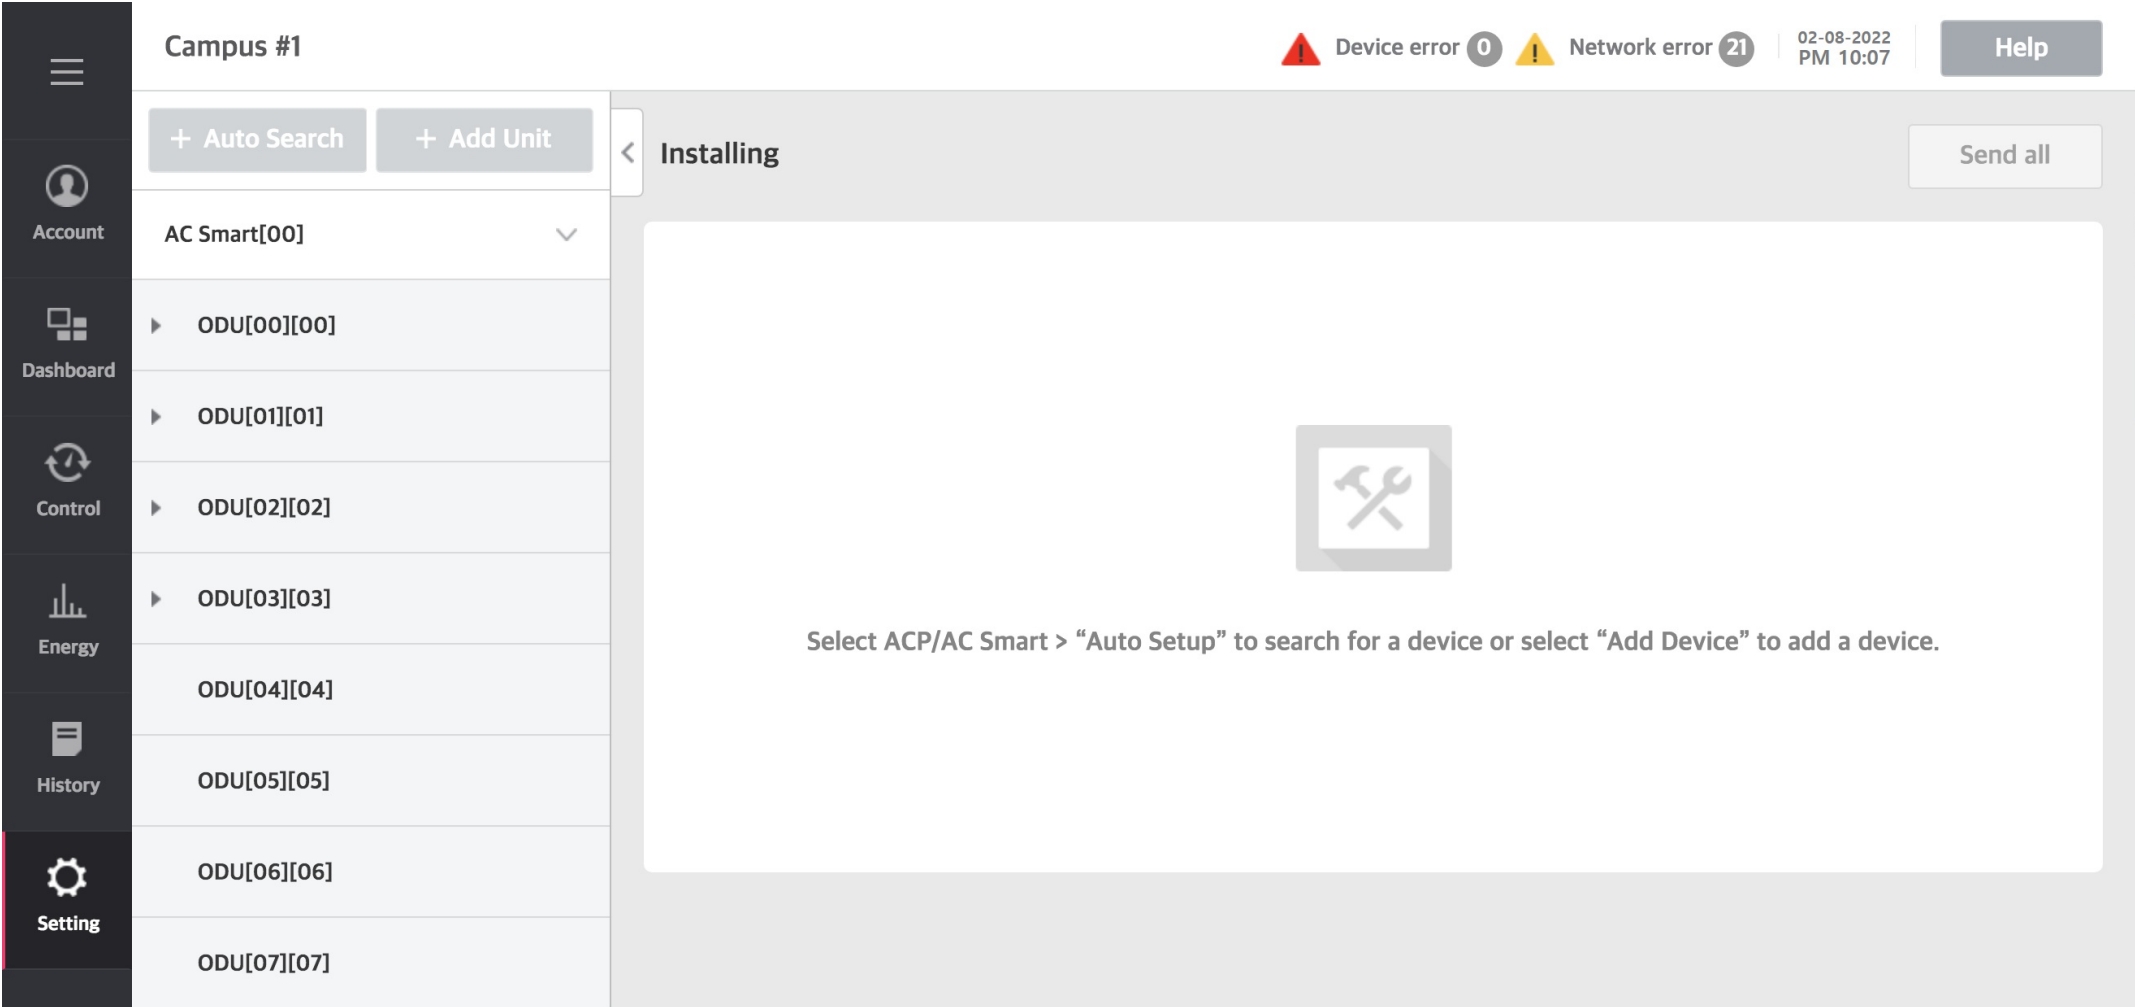 Campus #1
Device error 0
Network error 21
02-08-2022
PM 10:07
Help
Account
Dashboard
Control
Energy
History
Setting
+ Auto Search
+ Add Unit
AC Smart[00]
ODU[00][00]
ODU[01][01]
ODU[02][02]
ODU[03][03]
ODU[04][04]
ODU[05][05]
ODU[06][06]
ODU[07][07]
Installing
Send all
Select ACP/AC Smart > “Auto Setup” to search for a device or select “Add Device” to add a device.